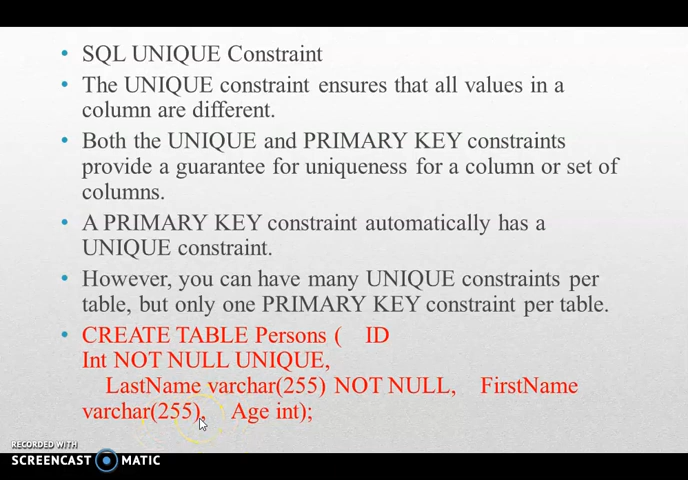 SQL UNIQUE Constraint
The UNIQUE constraint ensures that all values in a
column are different.
Both the UNIQUE and PRIMARY KEY constraints
provide a guarantee for uniqueness for a column or set of
columns.
A PRIMARY KEY constraint automatically has a
UNIQUE constraint.
However, you can have many UNIQUE constraints per
table, but only one PRIMARY KEY constraint per table.
CREATE TABLE Persons ( ID
Int NOT NULL UNIQUE,
LastName varchar(255) NOT NULL, FirstName
varchar(255), Age int);
RECORDED WITH
SCREENCAST MATIC